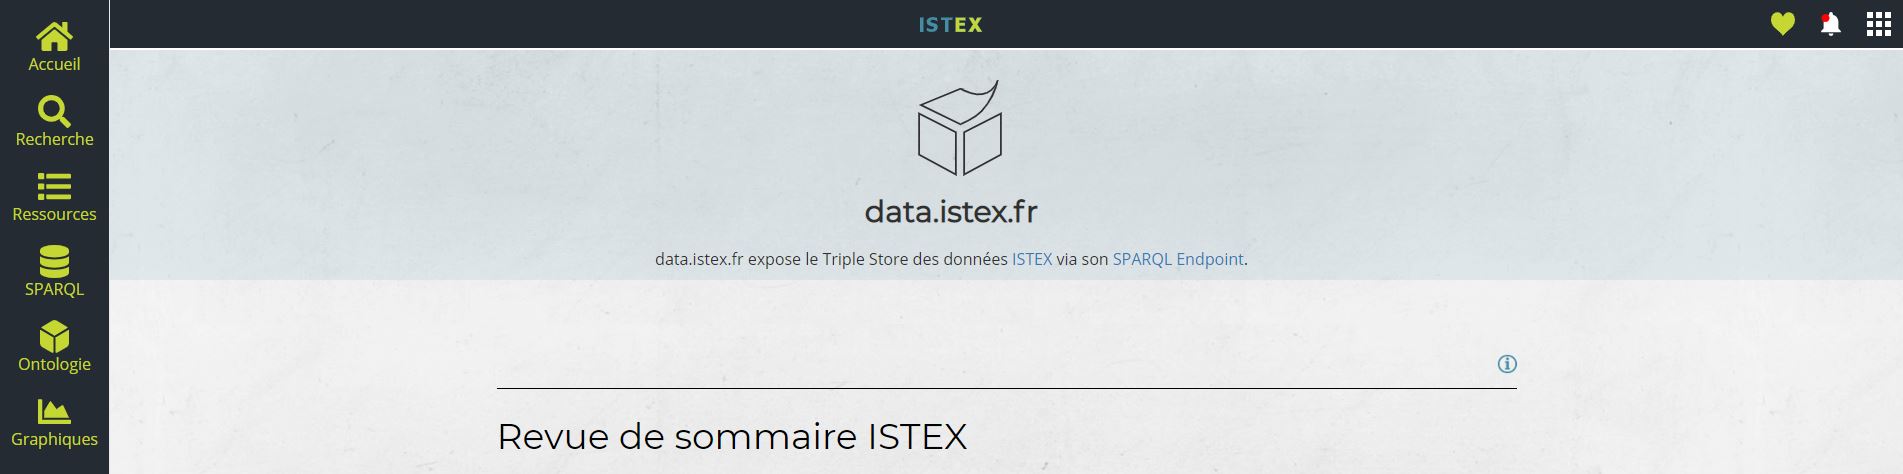 ISTEX
Accueil
Recherche
Ressources
SPARQL
Ontologie
Graphiques
data.istex.fr
data.istex.fr expose le Triple Store des données ISTEX via son SPARQL Endpoint.
Revue de sommaire ISTEX